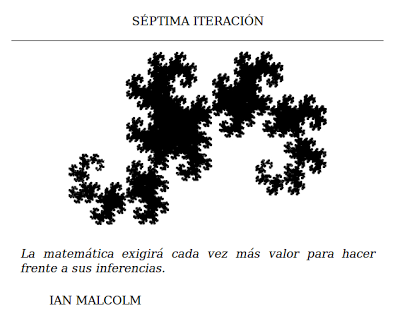 SÉPTIMA ITERACIÓN
La matemática exigirá cada vez más valor para hacer
frente a sus inferencias.
IAN MALCOLM